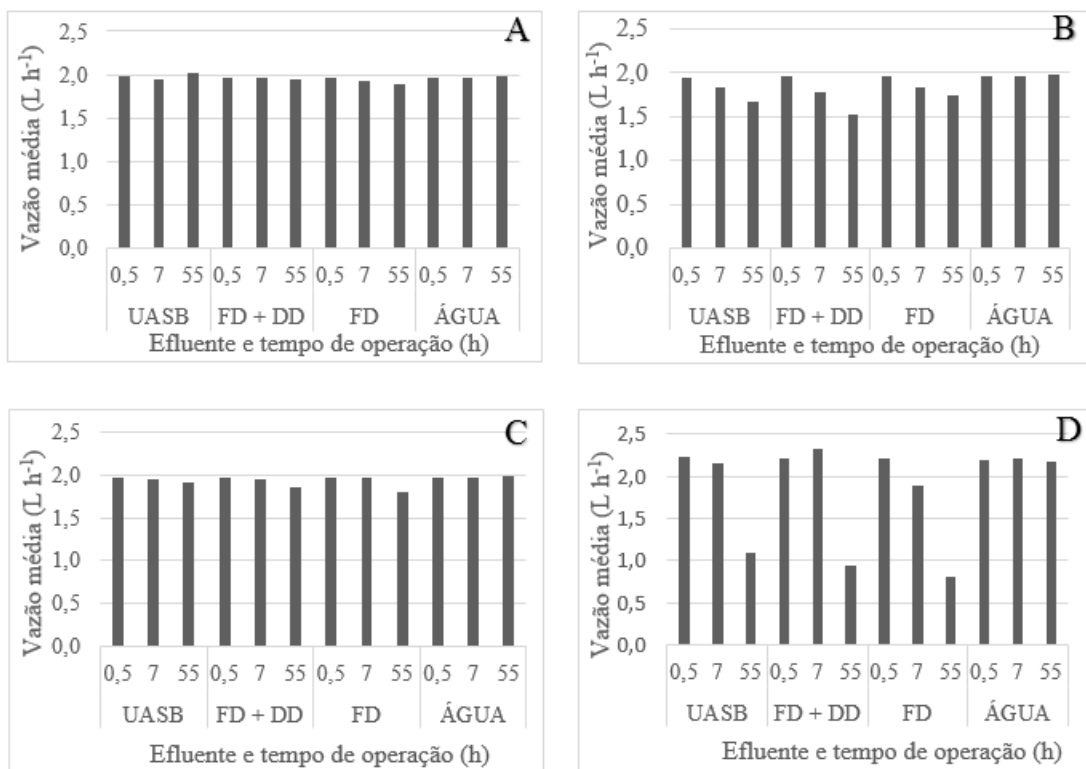 A
Vazão média (L h-1)
2,5
2,0
1,5
1,0
0,5
0,0
0,5 7 55 0,5 7 55 0,5 7 55 0,5 7 55
UASB FD + DD FD ÁGUA
Efluente e tempo de operação (h)
B
Vazão média (L h-1)
2,5
2,0
1,5
1,0
0,5
0,0
0,5 7 55 0,5 7 55 0,5 7 55 0,5 7 55
UASB FD + DD FD ÁGUA
Efluente e tempo de operação (h)
C
Vazão média (L h-1)
2,5
2,0
1,5
1,0
0,5
0,0
0,5 7 55 0,5 7 55 0,5 7 55 0,5 7 55
UASB FD + DD FD ÁGUA
Efluente e tempo de operação (h)
D
Vazão média (L h-1)
2,5
2,0
1,5
1,0
0,5
0,0
0,5 7 55 0,5 7 55 0,5 7 55 0,5 7 55
UASB FD + DD FD ÁGUA
Efluente e tempo de operação (h)